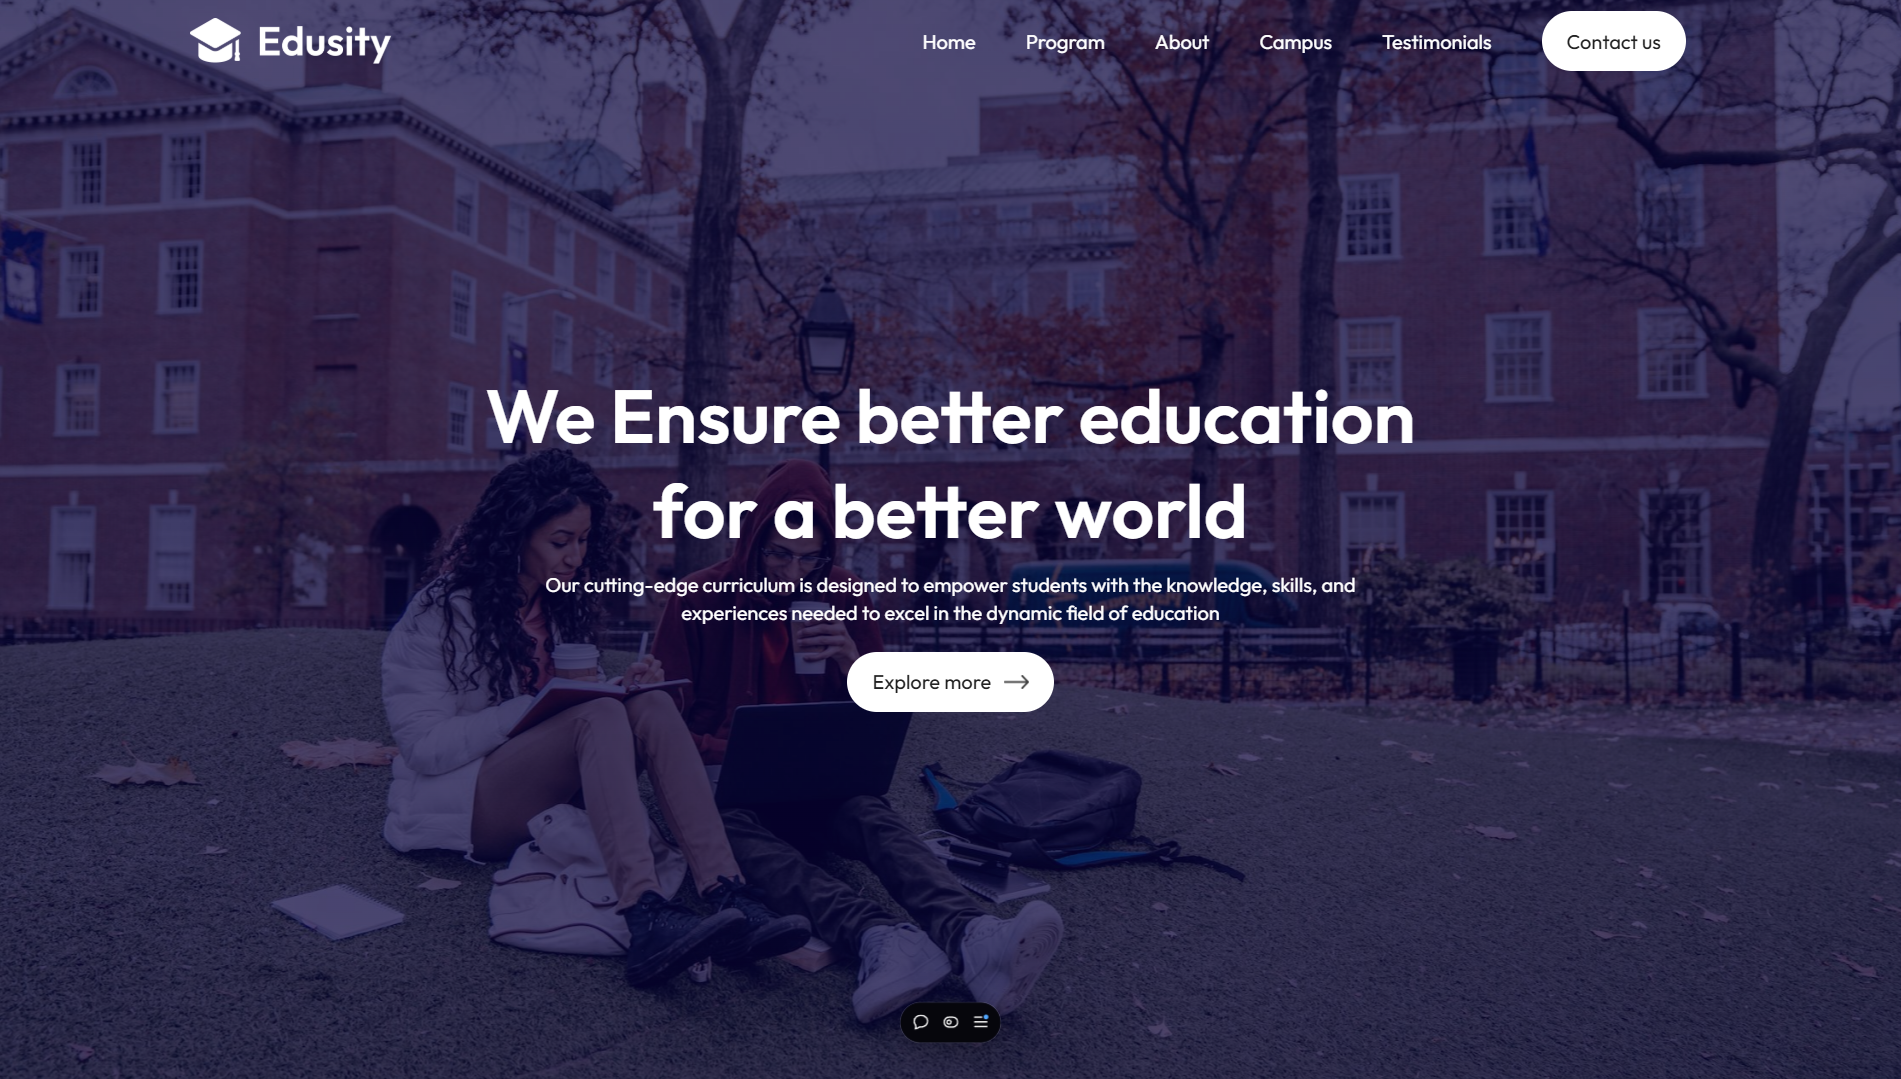 Edusity
Home Program About Campus Testimonials Contact us
We Ensure better education
for a better world
Our cutting-edge curriculum is designed to empower students with the knowledge, skills, and
experiences needed to excel in the dynamic field of education
Explore more